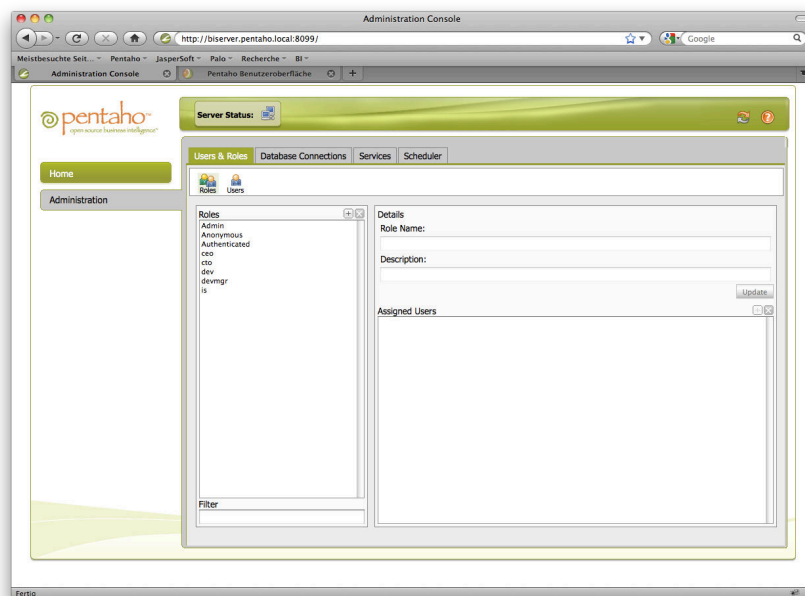 Administration Console
http://biserver.pentaho.local:8099/
Google
Meistbesuchte Seit... Pentaho JasperSoft Palo Recherche BI
Administration Console
Pentaho Benutzeroberfläche
pentaho™
open source business intelligence™
Server Status:
Home
Administration
Users & Roles
Database Connections
Services
Scheduler
Roles
Users
Roles
Admin
Anonymous
Authenticated
ceo
cto
dev
devmgr
is
Filter
Details
Role Name:
Description:
Update
Assigned Users
Fertig